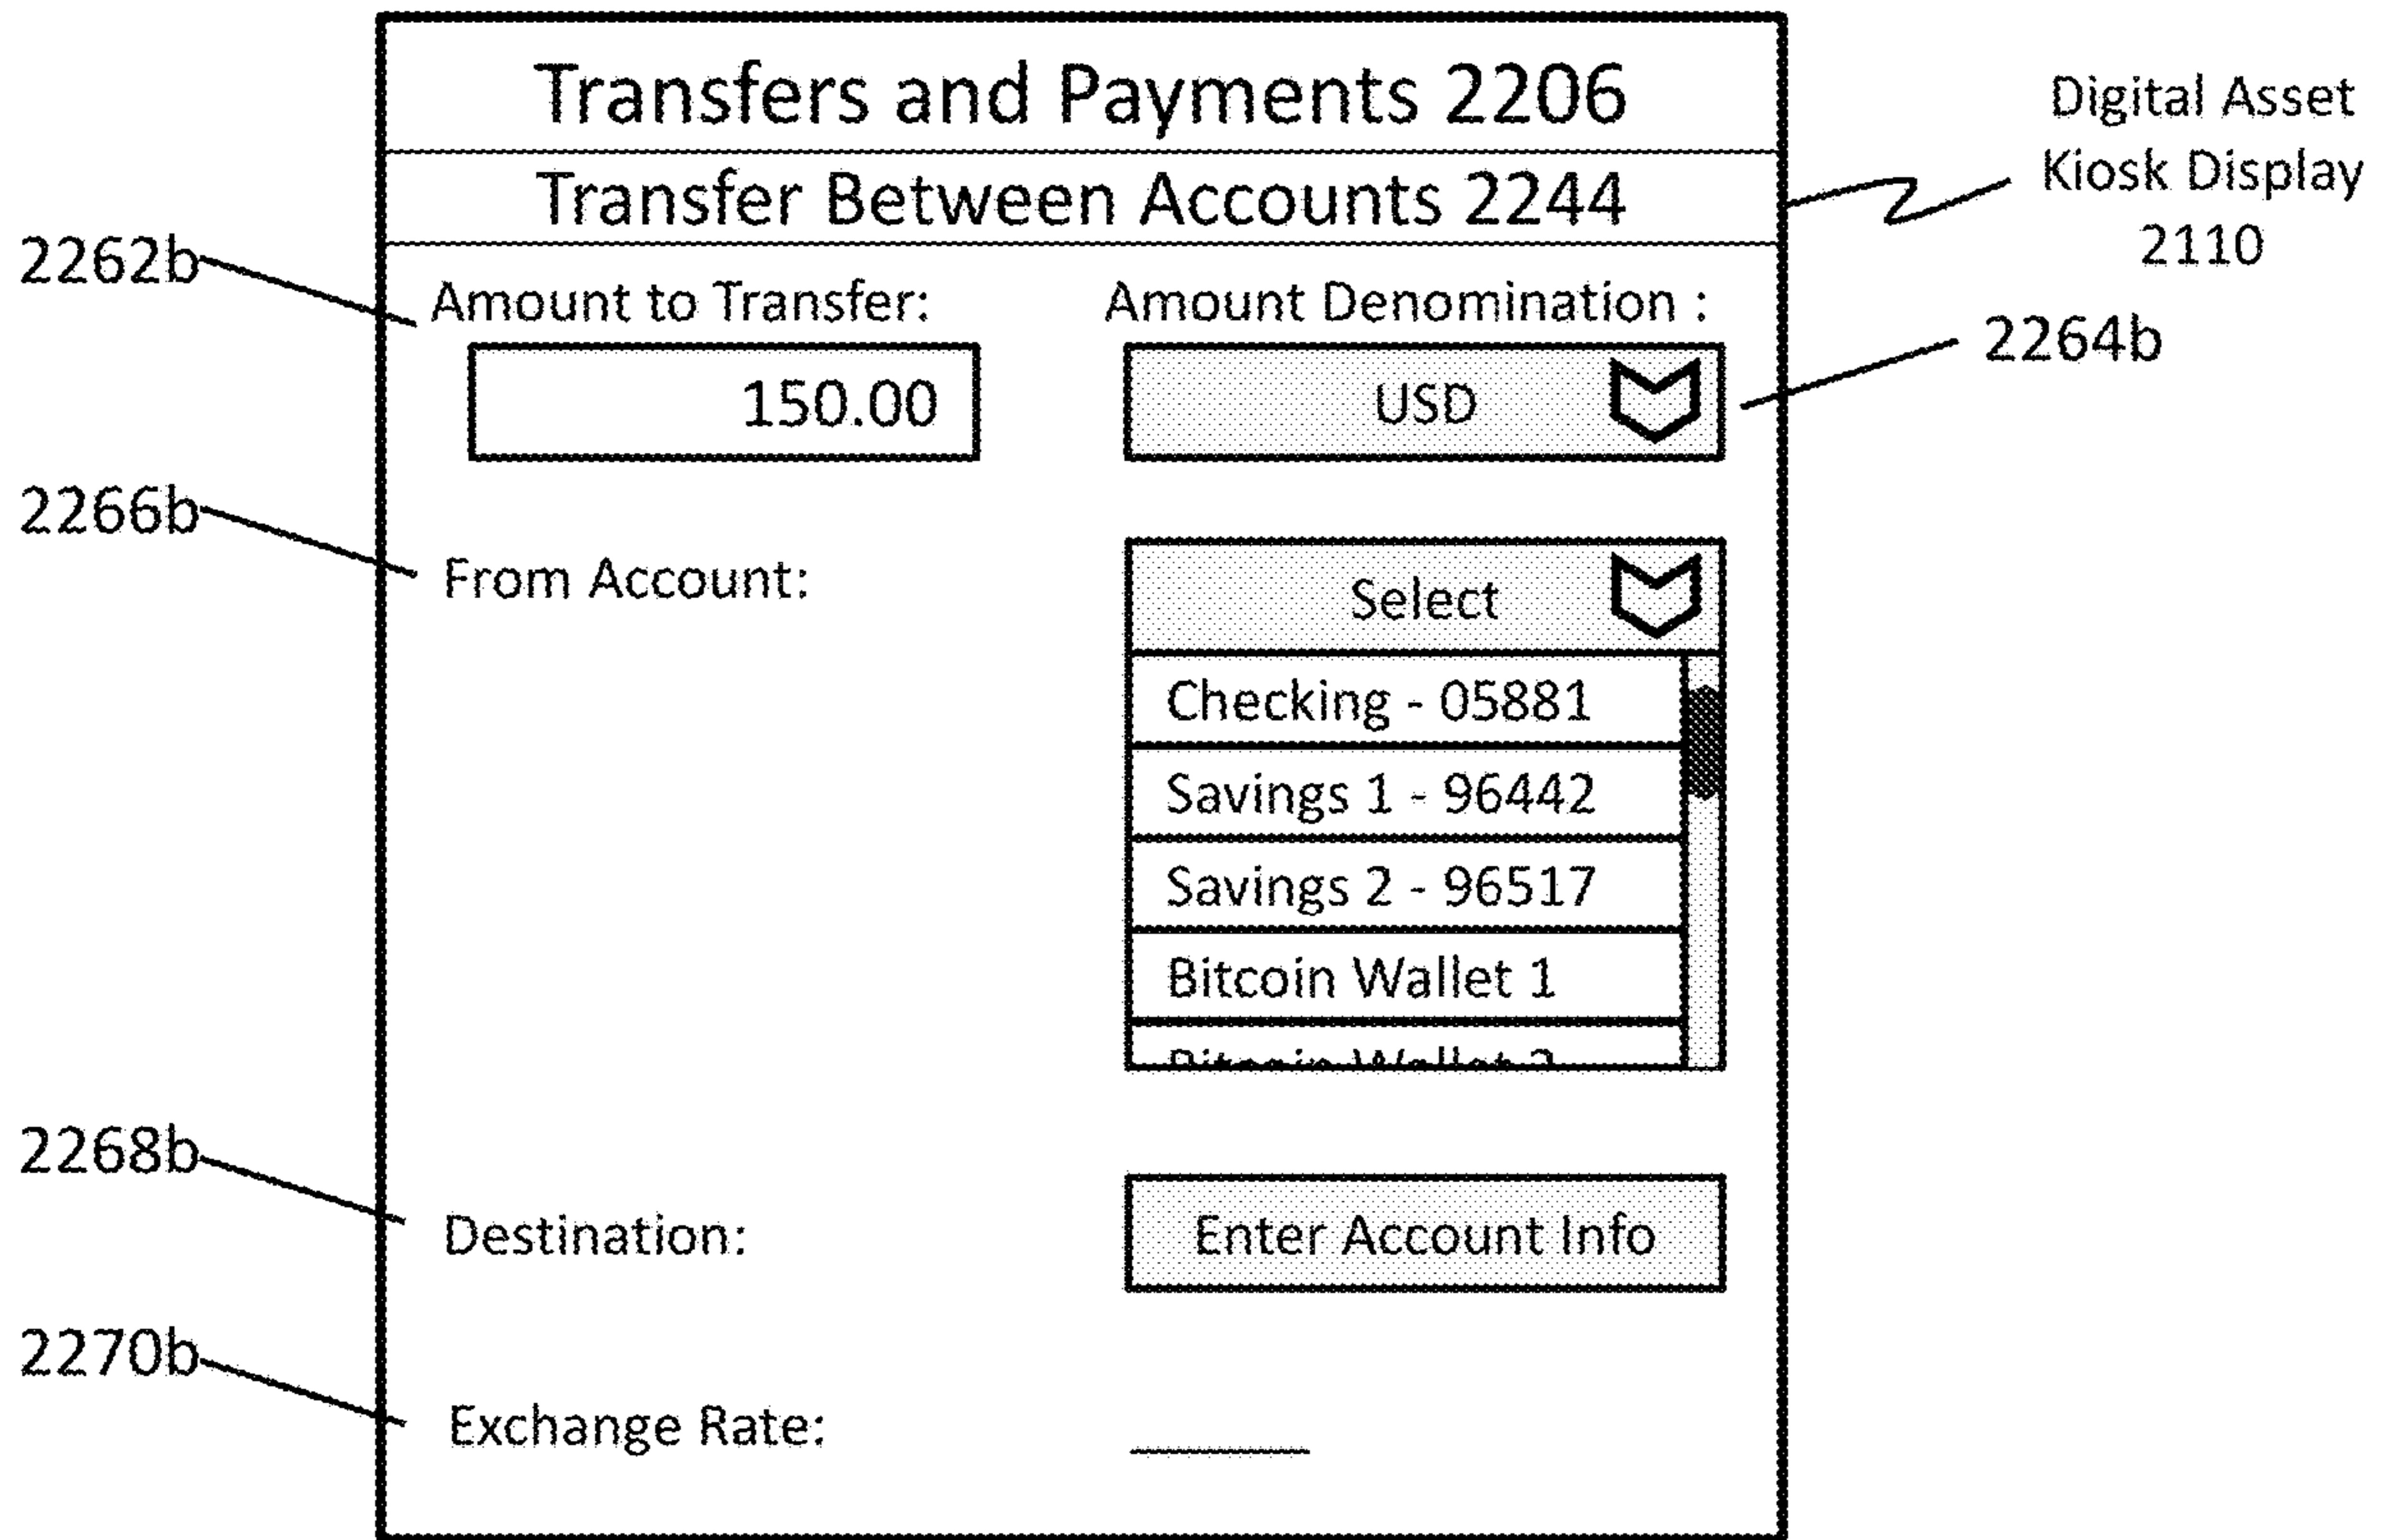 Transfers and Payments 2206
Transfer Between Accounts 2244
Digital Asset
Kiosk Display
2110
2262b
Amount to Transfer:
Amount Denomination :
2264b
150.00
USD
2266b
From Account:
Select
Checking - 05881
Savings 1 - 96442
Savings 2 - 96517
Bitcoin Wallet 1
Bitcoin Wallet
2268b
Destination:
Enter Account Info
2270b
Exchange Rate: